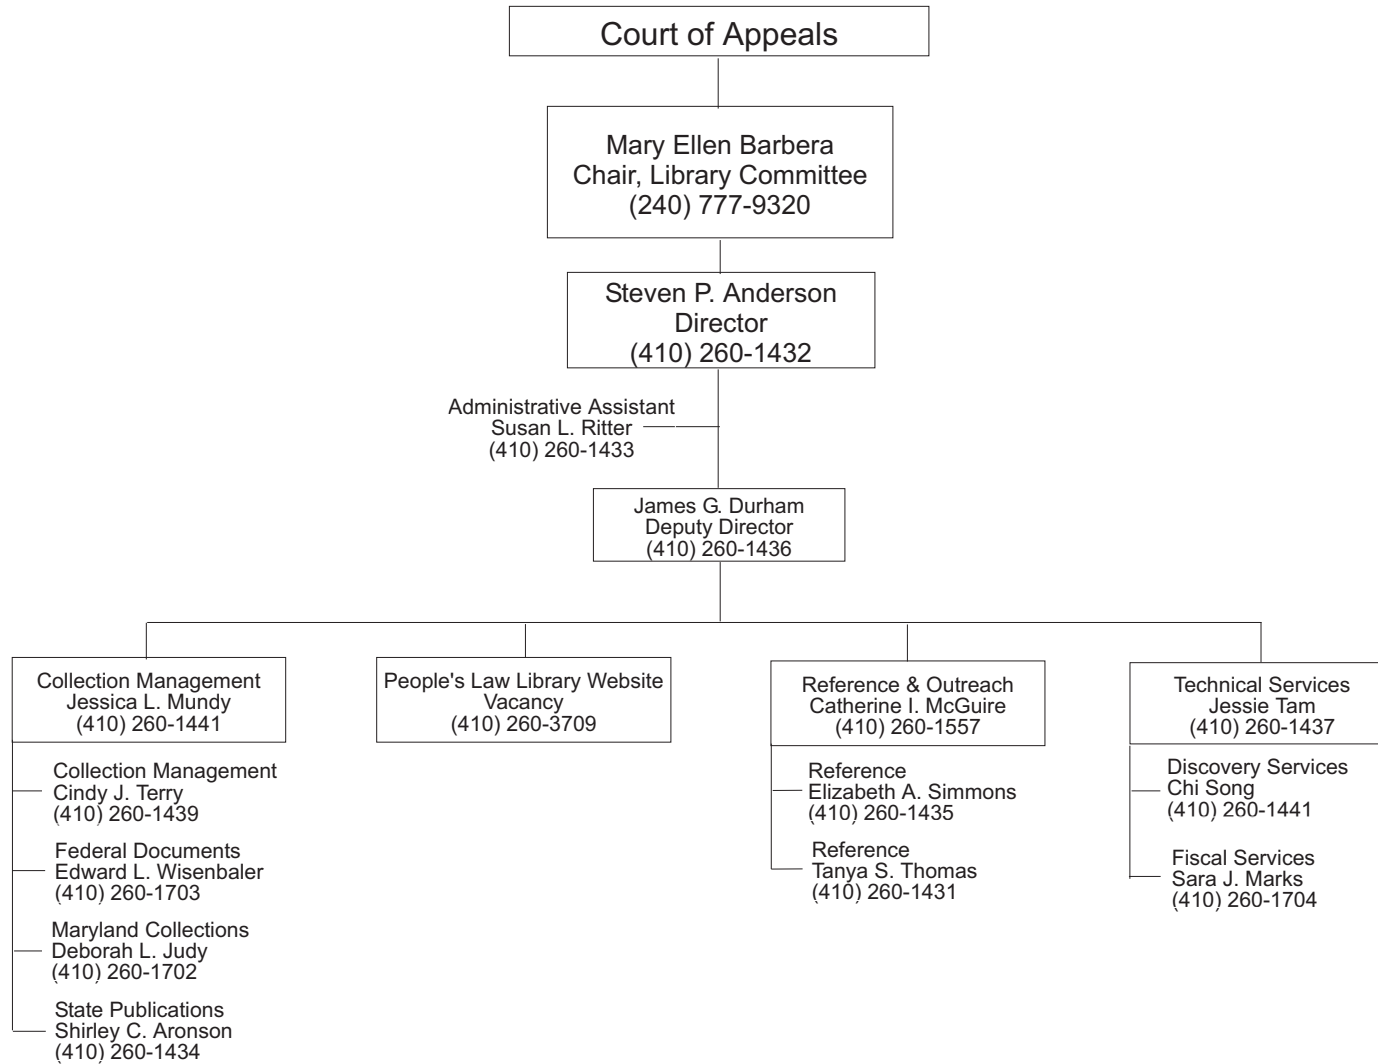 Court of Appeals
Mary Ellen Barbera
Chair, Library Committee
(240) 777-9320
Steven P. Anderson
Director
(410) 260-1432
Administrative Assistant
Susan L. Ritter
(410) 260-1433
James G. Durham
Deputy Director
(410) 260-1436
Collection Management
Jessica L. Mundy
(410) 260-1441
Collection Management
Cindy J. Terry
(410) 260-1439
Federal Documents
Edward L. Wisenbaler
(410) 260-1703
Maryland Collections
Deborah L. Judy
(410) 260-1702
State Publications
Shirley C. Aronson
(410) 260-1434
People's Law Library Website
Vacancy
(410) 260-3709
Reference & Outreach
Catherine I. McGuire
(410) 260-1557
Reference
Elizabeth A. Simmons
(410) 260-1435
Reference
Tanya S. Thomas
(410) 260-1431
Technical Services
Jessie Tam
(410) 260-1437
Discovery Services
Chi Song
(410) 260-1441
Fiscal Services
Sara J. Marks
(410) 260-1704